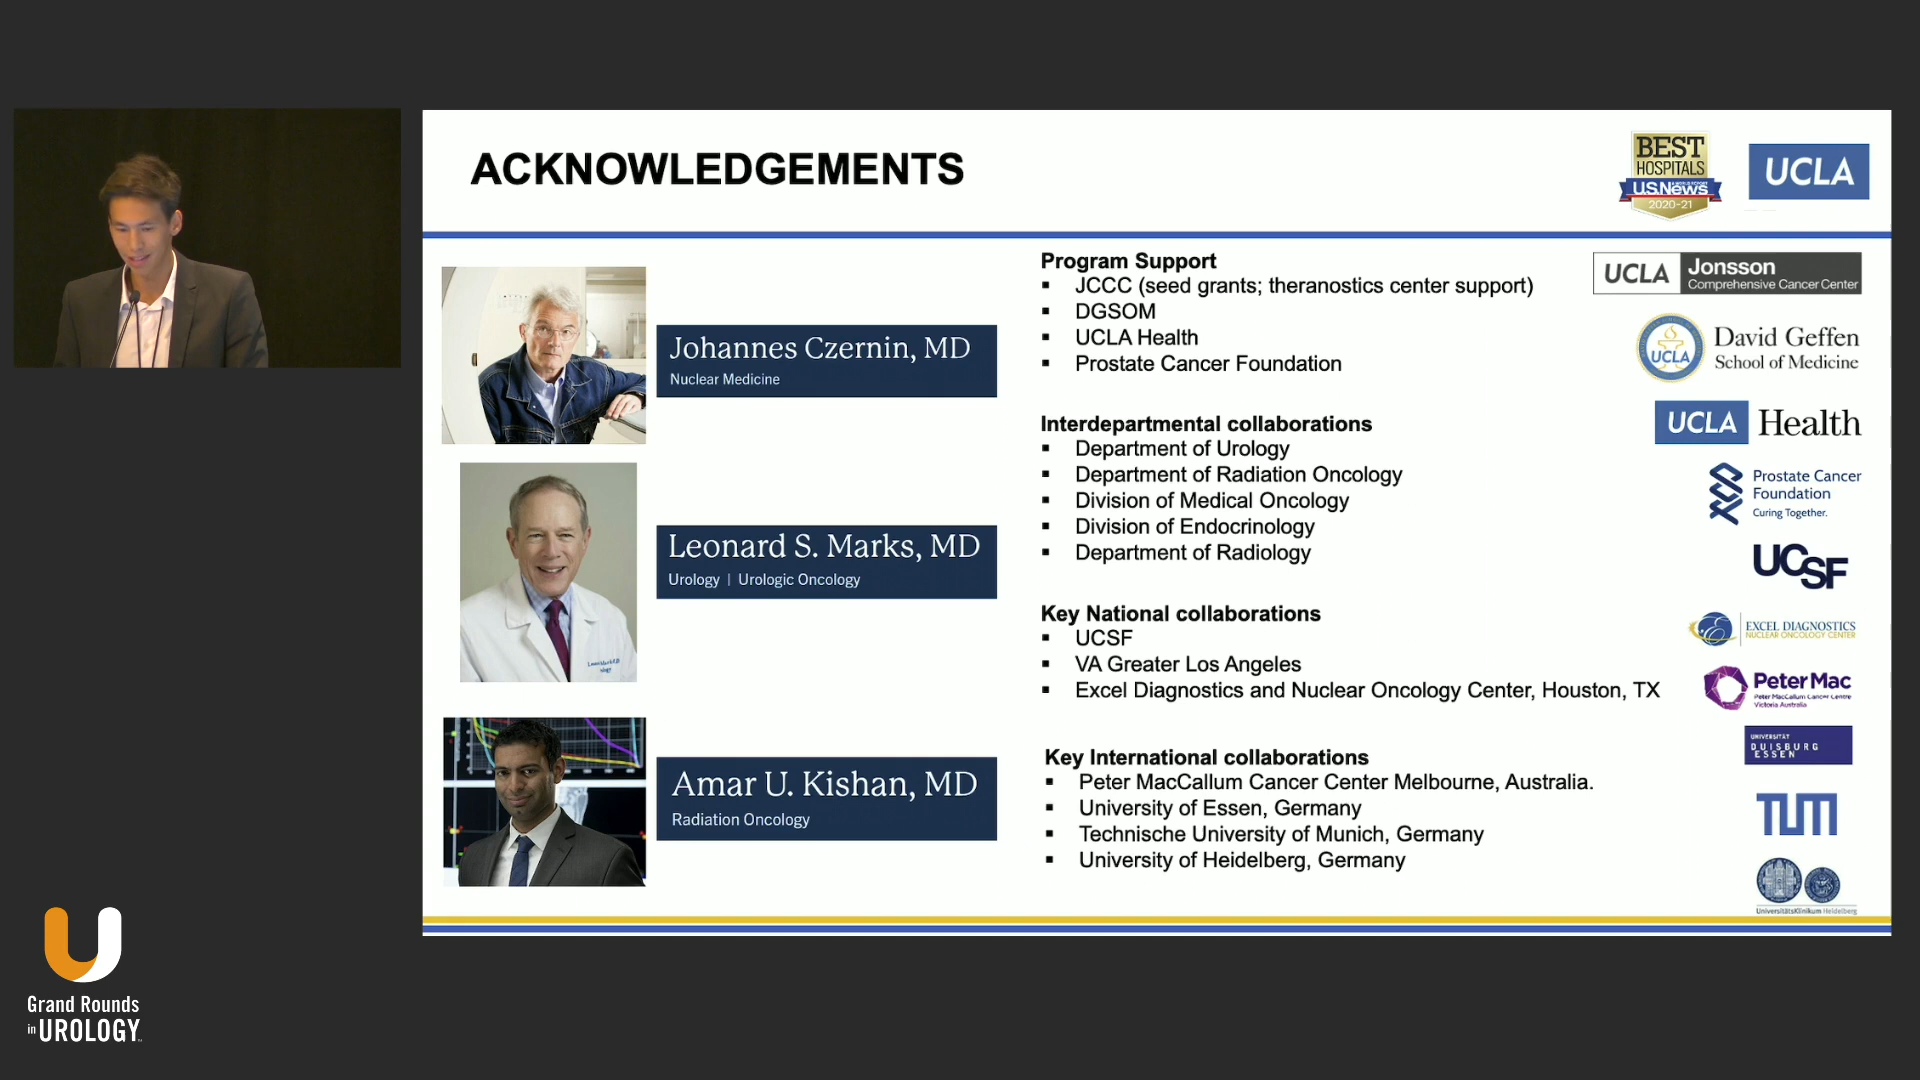 ACKNOWLEDGEMENTS
BEST
HOSPITALS
U.S.News
2020-21
UCLA
Johannes Czernin, MD
Nuclear Medicine
Leonard S. Marks, MD
Urology | Urologic Oncology
Amar U. Kishan, MD
Radiation Oncology
Program Support
▪ JCCC (seed grants; theranostics center support)
▪ DGSOM
▪ UCLA Health
▪ Prostate Cancer Foundation
Interdepartmental collaborations
▪ Department of Urology
▪ Department of Radiation Oncology
▪ Division of Medical Oncology
▪ Division of Endocrinology
▪ Department of Radiology
Key National collaborations
▪ UCSF
▪ VA Greater Los Angeles
▪ Excel Diagnostics and Nuclear Oncology Center, Houston, TX
Key International collaborations
▪ Peter MacCallum Cancer Center Melbourne, Australia.
▪ University of Essen, Germany
▪ Technische University of Munich, Germany
▪ University of Heidelberg, Germany
UCLA Jonsson
Comprehensive Cancer Center
UCLA
David Geffen
School of Medicine
UCLA Health
Prostate Cancer
Foundation
Curing Together.
UCSF
EXCEL DIAGNOSTICS
NUCLEAR ONCOLOGY CENTER
Peter Mac
Peter MacCallum Cancer Centre
Victoria Australia
UNIVERSITÄT
DUISBURG
ESSEN
TUM
UniversitätsKlinikum Heidelberg
Grand Rounds
in UROLOGY